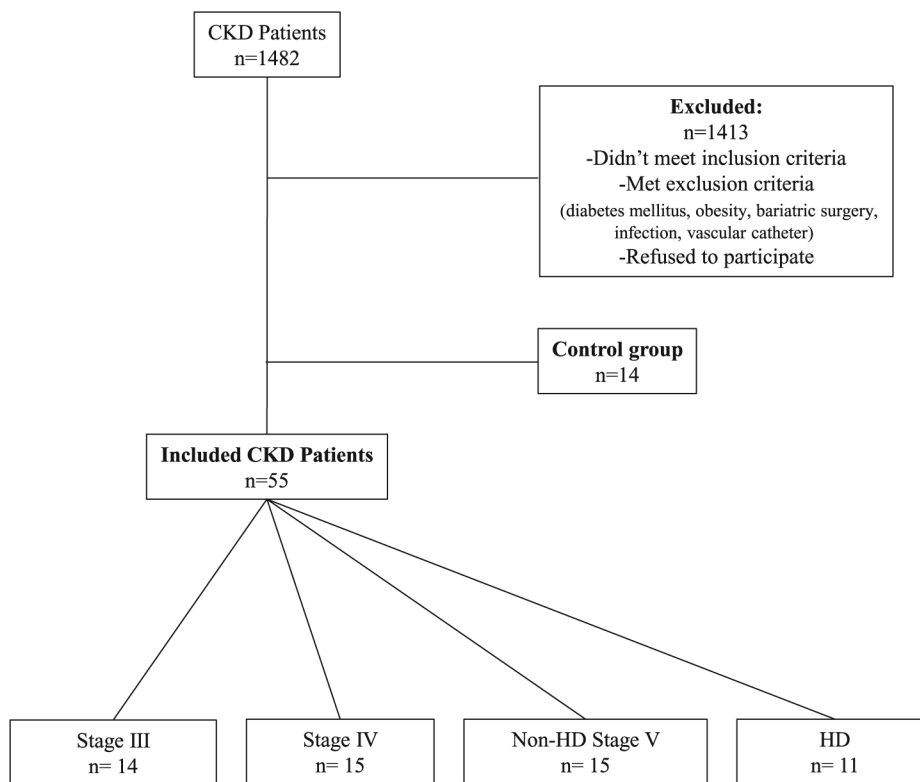 CKD Patients
n=1482
Excluded:
n=1413
-Didn’t meet inclusion criteria
-Met exclusion criteria
(diabetes mellitus, obesity, bariatric surgery,
infection, vascular catheter)
-Refused to participate
Control group
n=14
Included CKD Patients
n=55
Stage III
n= 14
Stage IV
n= 15
Non-HD Stage V
n= 15
HD
n= 11